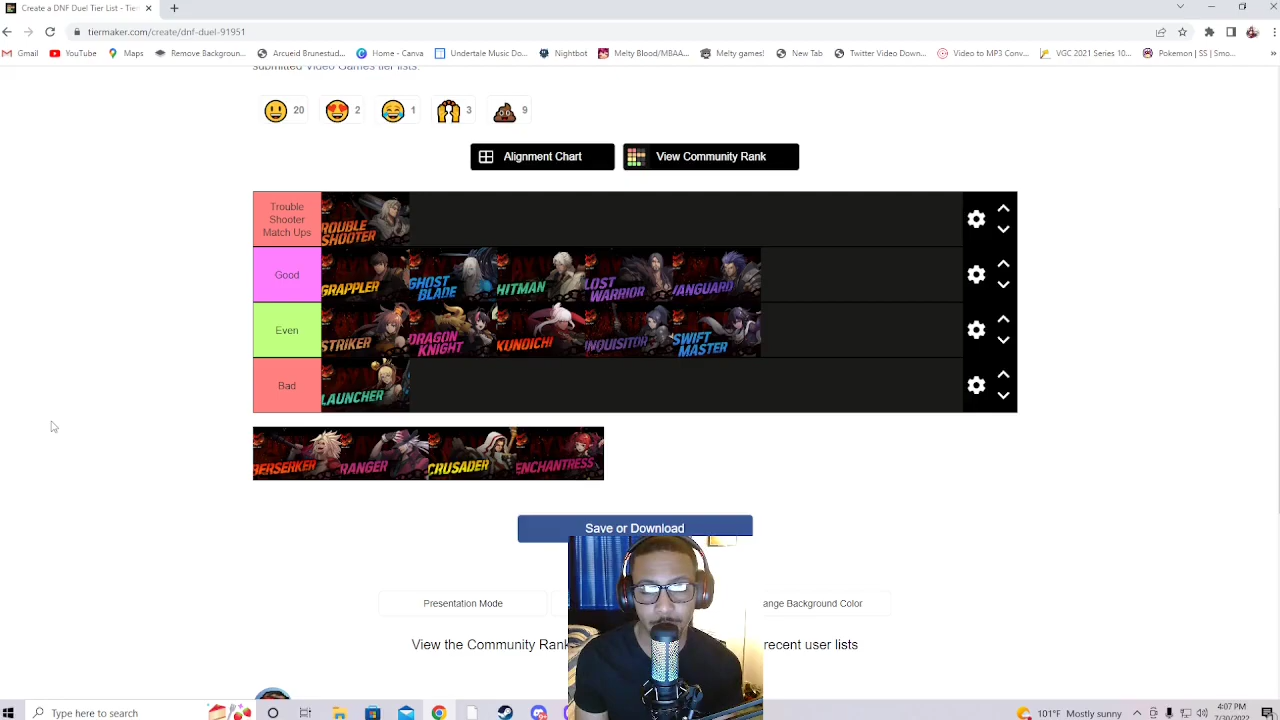 Create a DNF Duel Tier List - Tier
tiermaker.com/create/dnf-duel-91951
Gmail YouTube Maps Remove Backgroun... Arcueid Brunestud... Home - Canva Undertale Music Do... Nightbot Melty Blood/MBAA... Melty games! New Tab Twitter Video Down... Video to MP3 Conv... VGC 2021 Series 10... Pokemon | SS | Smo...
submitted Video Games tier lists.
20 2 1 3 9
Alignment Chart View Community Rank
Trouble
Shooter
Match Ups
TROUBLE
SHOOTER
Good
GRAPPLER GHOST
BLADE HITMAN LOST
WARRIOR VANGUARD
Even
STRIKER DRAGON
KNIGHT KUNOICHI INQUISITOR SWIFT
MASTER
Bad
LAUNCHER
BERSERKER RANGER CRUSADER ENCHANTRESS
Save or Download
Presentation Mode ange Background Color
View the Community Rank recent user lists
Type here to search
101°F Mostly sunny
4:07 PM
7/30/2022